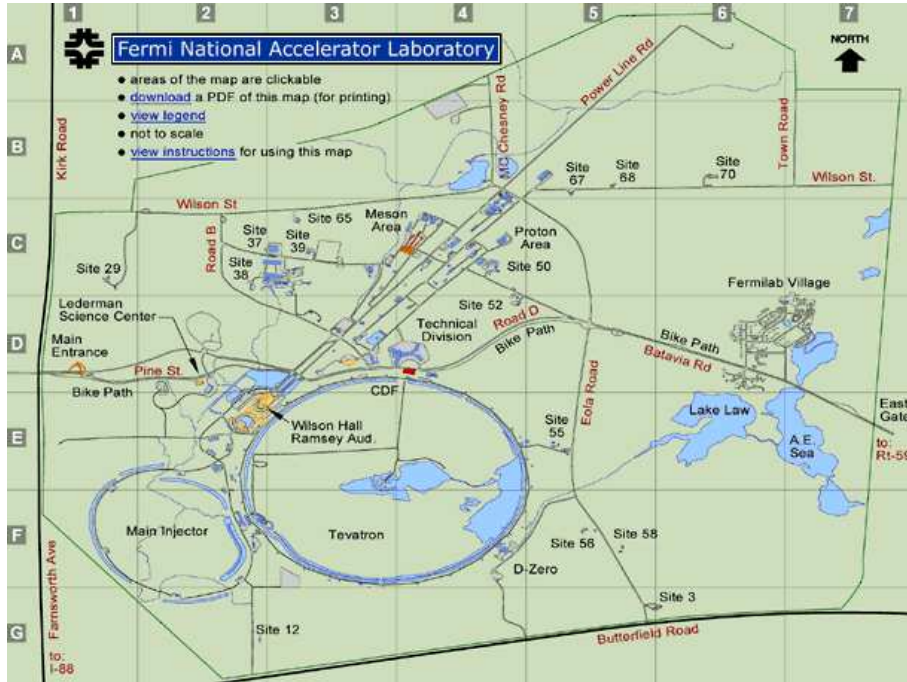 1 2 3 4 5 6 7
A
B
C
D
E
F
G
Fermi National Accelerator Laboratory
• areas of the map are clickable
• download a PDF of this map (for printing)
• view legend
• not to scale
• view instructions for using this map
NORTH
Kirk Road
MC Chesney Rd
Power Line Rd
Town Road
Wilson St
Wilson St.
Site
67
Site
68
Site
70
Site 65
Meson
Area
Road B
Site
37
Site
39
Site
38
Proton
Area
Site 50
Site 29
Site 52
Fermilab Village
Lederman
Science Center
Technical
Division
Road D
Bike Path
Bike Path
Batavia Rd
Main
Entrance
Pine St.
Bike Path
CDF
Eola Road
Wilson Hall
Ramsey Aud.
Site
55
Lake Law
A.E.
Sea
East
Gate
to:
Rt-59
Main Injector
Tevatron
Site 56
Site 58
D-Zero
Site 3
Site 12
Butterfield Road
Farnsworth Ave
to:
I-88